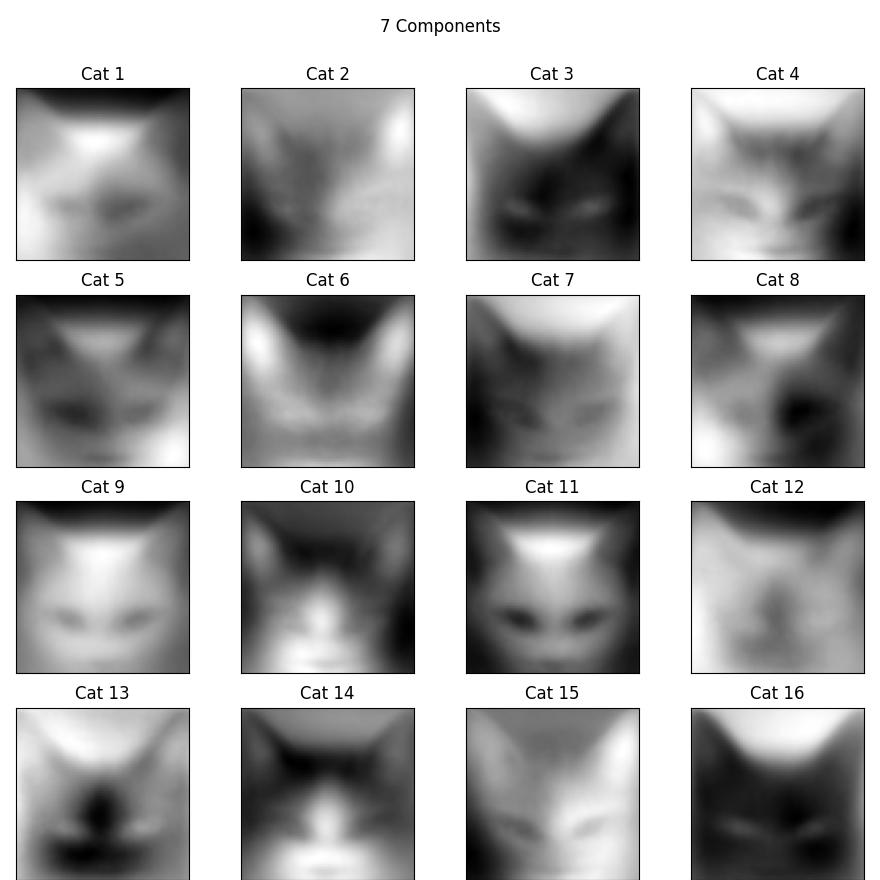 7 Components
Cat 1
Cat 2
Cat 3
Cat 4
Cat 5
Cat 6
Cat 7
Cat 8
Cat 9
Cat 10
Cat 11
Cat 12
Cat 13
Cat 14
Cat 15
Cat 16